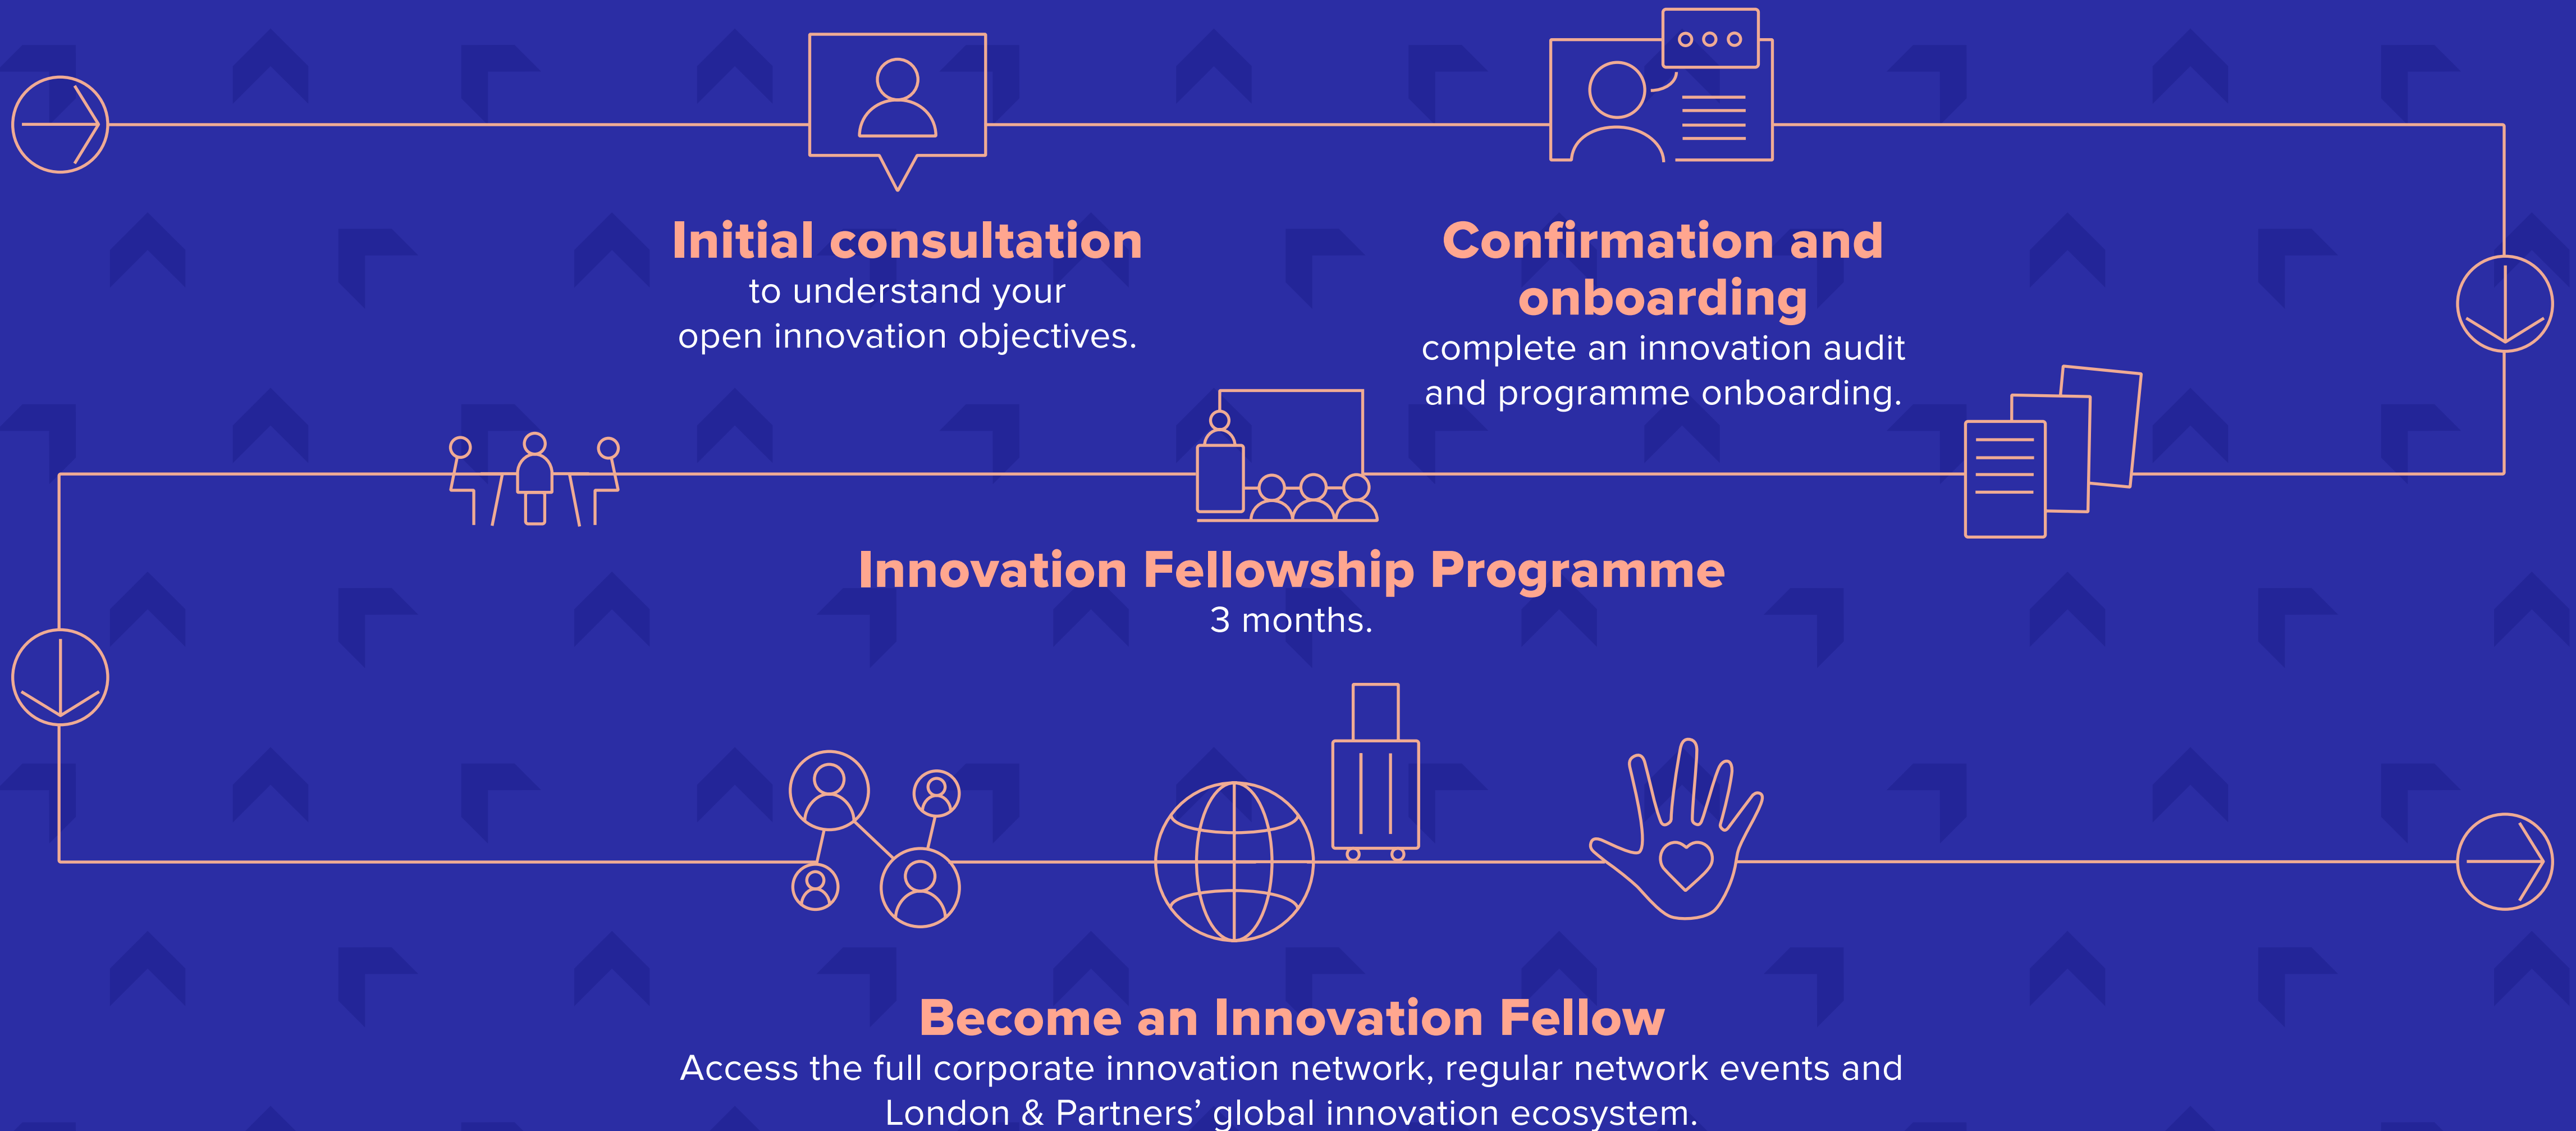 Initial consultation
to understand your
open innovation objectives.
Confirmation and
onboarding
complete an innovation audit
and programme onboarding.
Innovation Fellowship Programme
3 months.
Become an Innovation Fellow
Access the full corporate innovation network, regular network events and
London & Partners’ global innovation ecosystem.